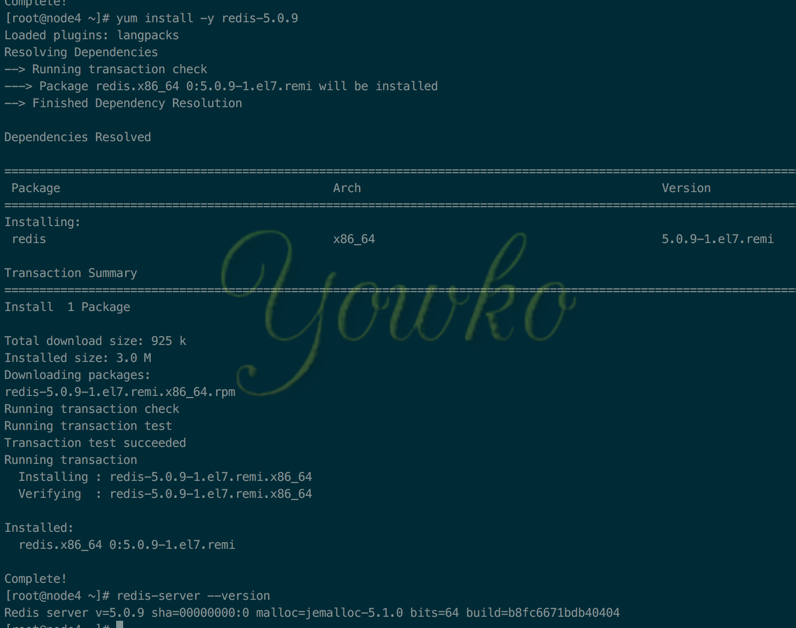 Complete!
[root@node4 ~]# yum install -y redis-5.0.9
Loaded plugins: langpacks
Resolving Dependencies
--> Running transaction check
---> Package redis.x86_64 0:5.0.9-1.el7.remi will be installed
--> Finished Dependency Resolution
Dependencies Resolved
Package Arch Version
Installing:
redis x86_64 5.0.9-1.el7.remi
Transaction Summary
Install  1 Package
Total download size: 925 k
Installed size: 3.0 M
Downloading packages:
redis-5.0.9-1.el7.remi.x86_64.rpm
Running transaction check
Running transaction test
Transaction test succeeded
Running transaction
Installing : redis-5.0.9-1.el7.remi.x86_64
Verifying  : redis-5.0.9-1.el7.remi.x86_64
Installed:
redis.x86_64 0:5.0.9-1.el7.remi
Complete!
[root@node4 ~]# redis-server --version
Redis server v=5.0.9 sha=00000000:0 malloc=jemalloc-5.1.0 bits=64 build=b8fc6671bdb40404
[root@node4 ~]#
Yowko